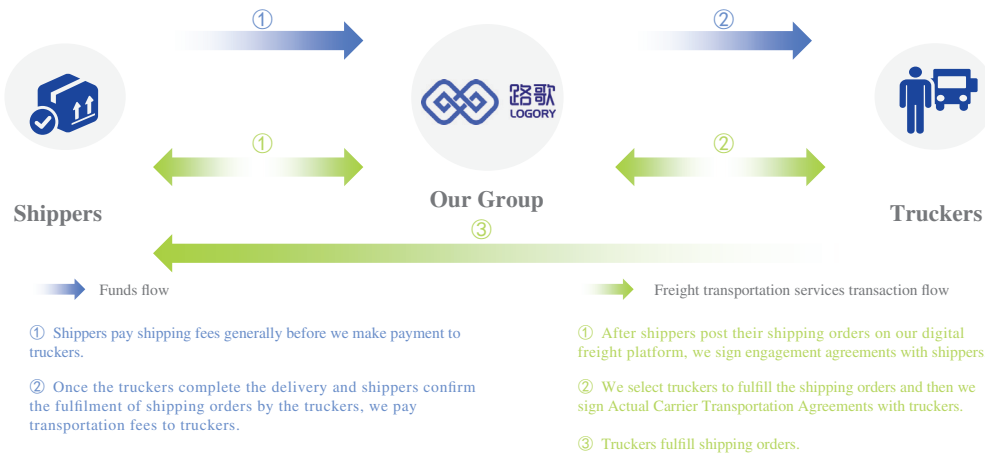 ①
②
路歌
LOGORY
①
②
Shippers
Our Group
Truckers
③
Funds flow
Freight transportation services transaction flow
① Shippers pay shipping fees generally before we make payment to
truckers.
② Once the truckers complete the delivery and shippers confirm
the fulfilment of shipping orders by the truckers, we pay
transportation fees to truckers.
① After shippers post their shipping orders on our digital
freight platform, we sign engagement agreements with shippers
② We select truckers to fulfill the shipping orders and then we
sign Actual Carrier Transportation Agreements with truckers.
③ Truckers fulfill shipping orders.